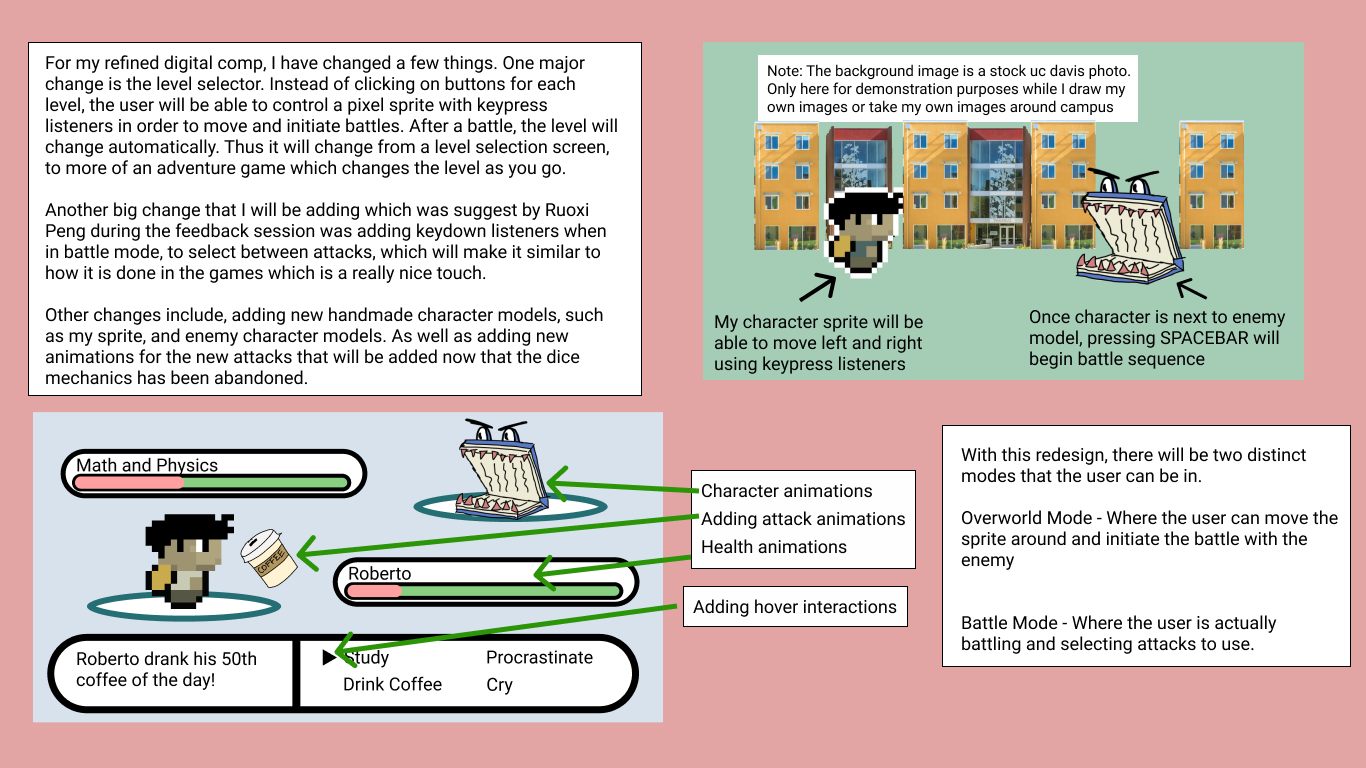 For my refined digital comp, I have changed a few things. One major
change is the level selector. Instead of clicking on buttons for each
level, the user will be able to control a pixel sprite with keypress
listeners in order to move and initiate battles. After a battle, the level will
change automatically. Thus it will change from a level selection screen,
to more of an adventure game which changes the level as you go.
Another big change that I will be adding which was suggest by Ruoxi
Peng during the feedback session was adding keydown listeners when
in battle mode, to select between attacks, which will make it similar to
how it is done in the games which is a really nice touch.
Other changes include, adding new handmade character models, such
as my sprite, and enemy character models. As well as adding new
animations for the new attacks that will be added now that the dice
mechanics has been abandoned.
Note: The background image is a stock uc davis photo.
Only here for demonstration purposes while I draw my
own images or take my own images around campus
My character sprite will be
able to move left and right
using keypress listeners
Once character is next to enemy
model, pressing SPACEBAR will
begin battle sequence
Math and Physics
COFFEE
Roberto
Roberto drank his 50th
coffee of the day!
Study
Procrastinate
Drink Coffee
Cry
Character animations
Adding attack animations
Health animations
Adding hover interactions
With this redesign, there will be two distinct
modes that the user can be in.
Overworld Mode - Where the user can move the
sprite around and initiate the battle with the
enemy
Battle Mode - Where the user is actually
battling and selecting attacks to use.